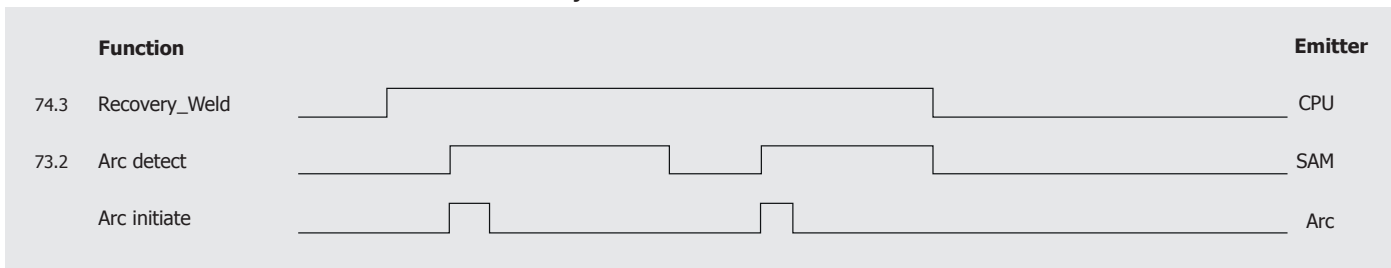 Function Emitter
74.3 Recovery_Weld CPU
73.2 Arc detect SAM
Arc initiate Arc